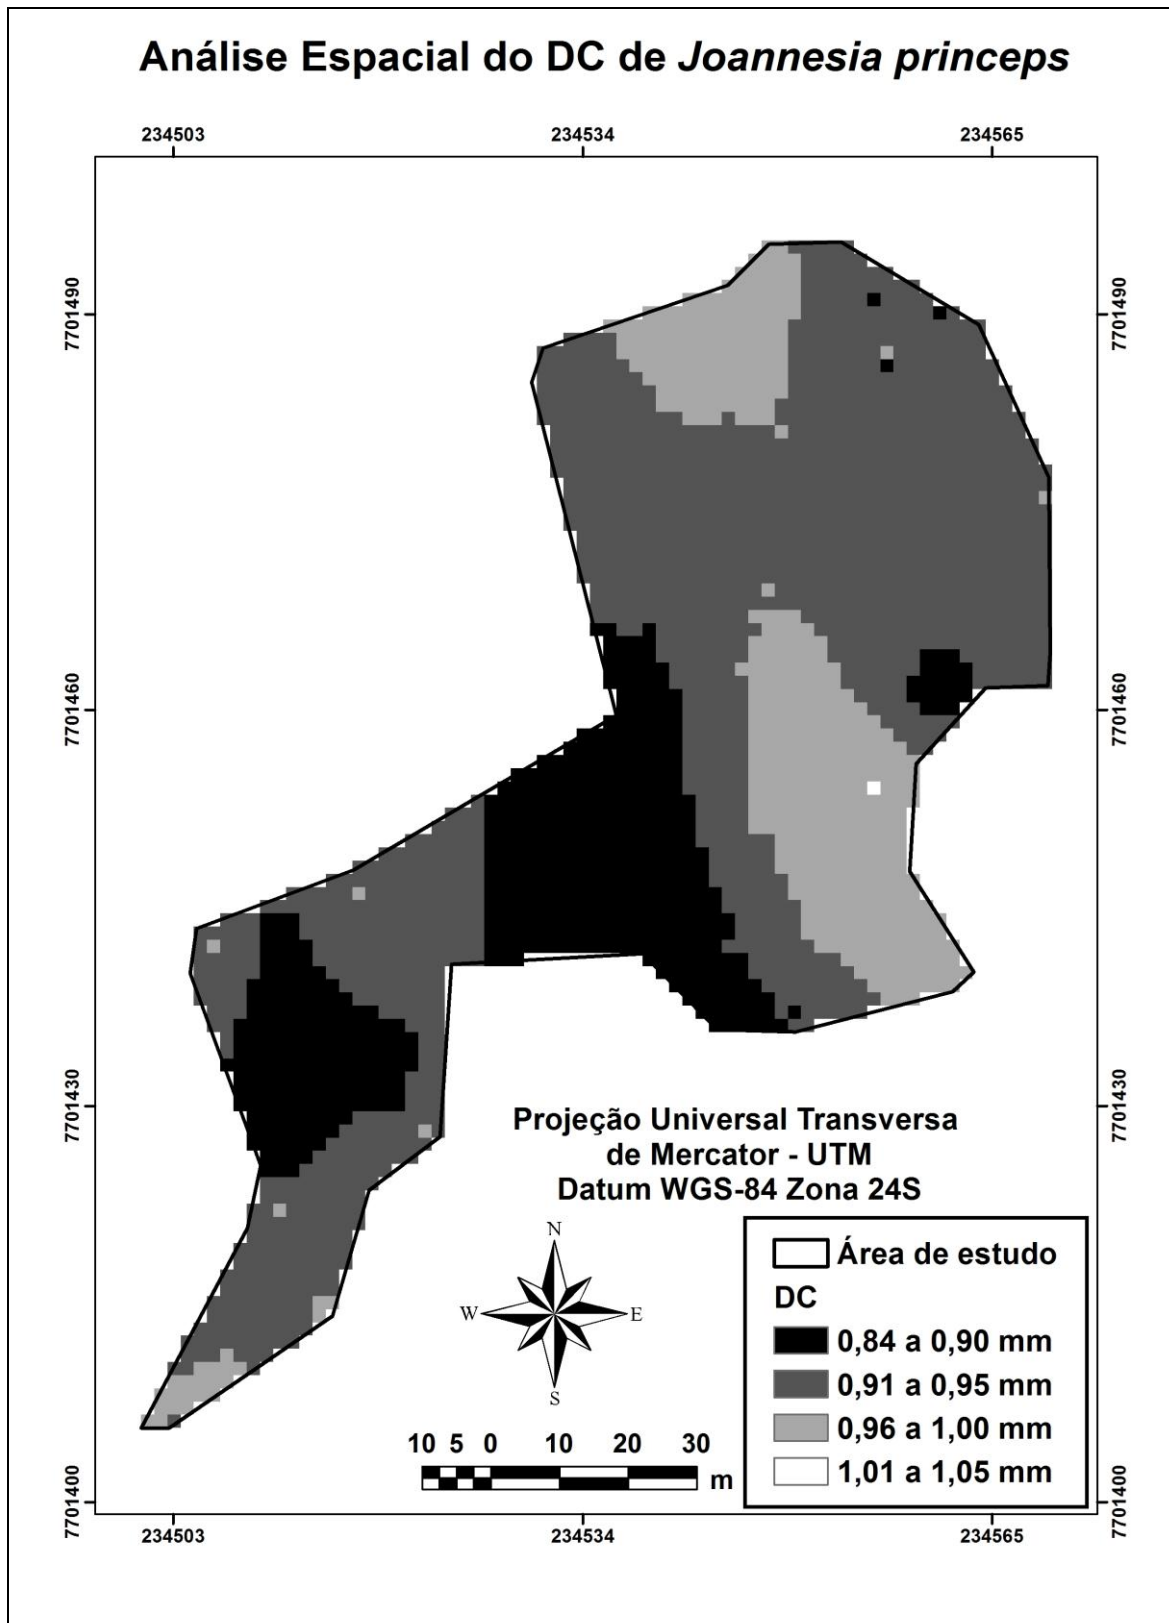 Análise Espacial do DC de Joannesia princeps
234503 234534 234565
7701490 7701490
7701460 7701460
7701430 7701430
Projeção Universal Transversa
de Mercator - UTM
Datum WGS-84 Zona 24S
N
W E
S
Área de estudo
DC
0,84 a 0,90 mm
0,91 a 0,95 mm
0,96 a 1,00 mm
1,01 a 1,05 mm
10 5 0 10 20 30
m
7701400 7701400
234503 234534 234565